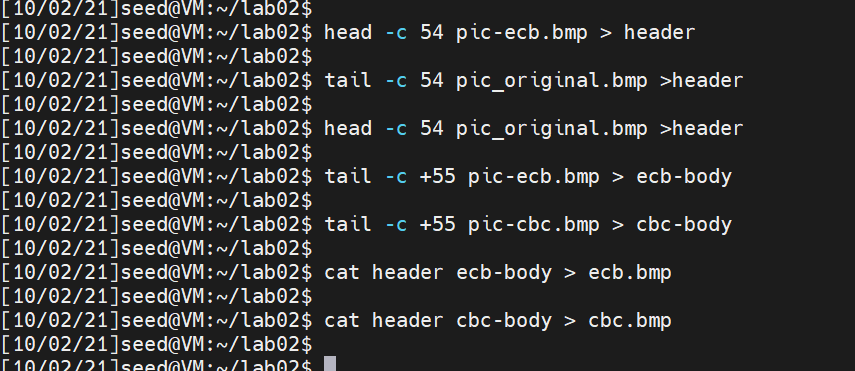 [10/02/21]seed@VM:~/lab02$
[10/02/21]seed@VM:~/lab02$ head -c 54 pic-ecb.bmp > header
[10/02/21]seed@VM:~/lab02$
[10/02/21]seed@VM:~/lab02$ tail -c 54 pic_original.bmp >header
[10/02/21]seed@VM:~/lab02$
[10/02/21]seed@VM:~/lab02$ head -c 54 pic_original.bmp >header
[10/02/21]seed@VM:~/lab02$
[10/02/21]seed@VM:~/lab02$ tail -c +55 pic-ecb.bmp > ecb-body
[10/02/21]seed@VM:~/lab02$
[10/02/21]seed@VM:~/lab02$ tail -c +55 pic-cbc.bmp > cbc-body
[10/02/21]seed@VM:~/lab02$
[10/02/21]seed@VM:~/lab02$ cat header ecb-body > ecb.bmp
[10/02/21]seed@VM:~/lab02$
[10/02/21]seed@VM:~/lab02$ cat header cbc-body > cbc.bmp
[10/02/21]seed@VM:~/lab02$
[10/02/21]seed@VM:~/lab02$